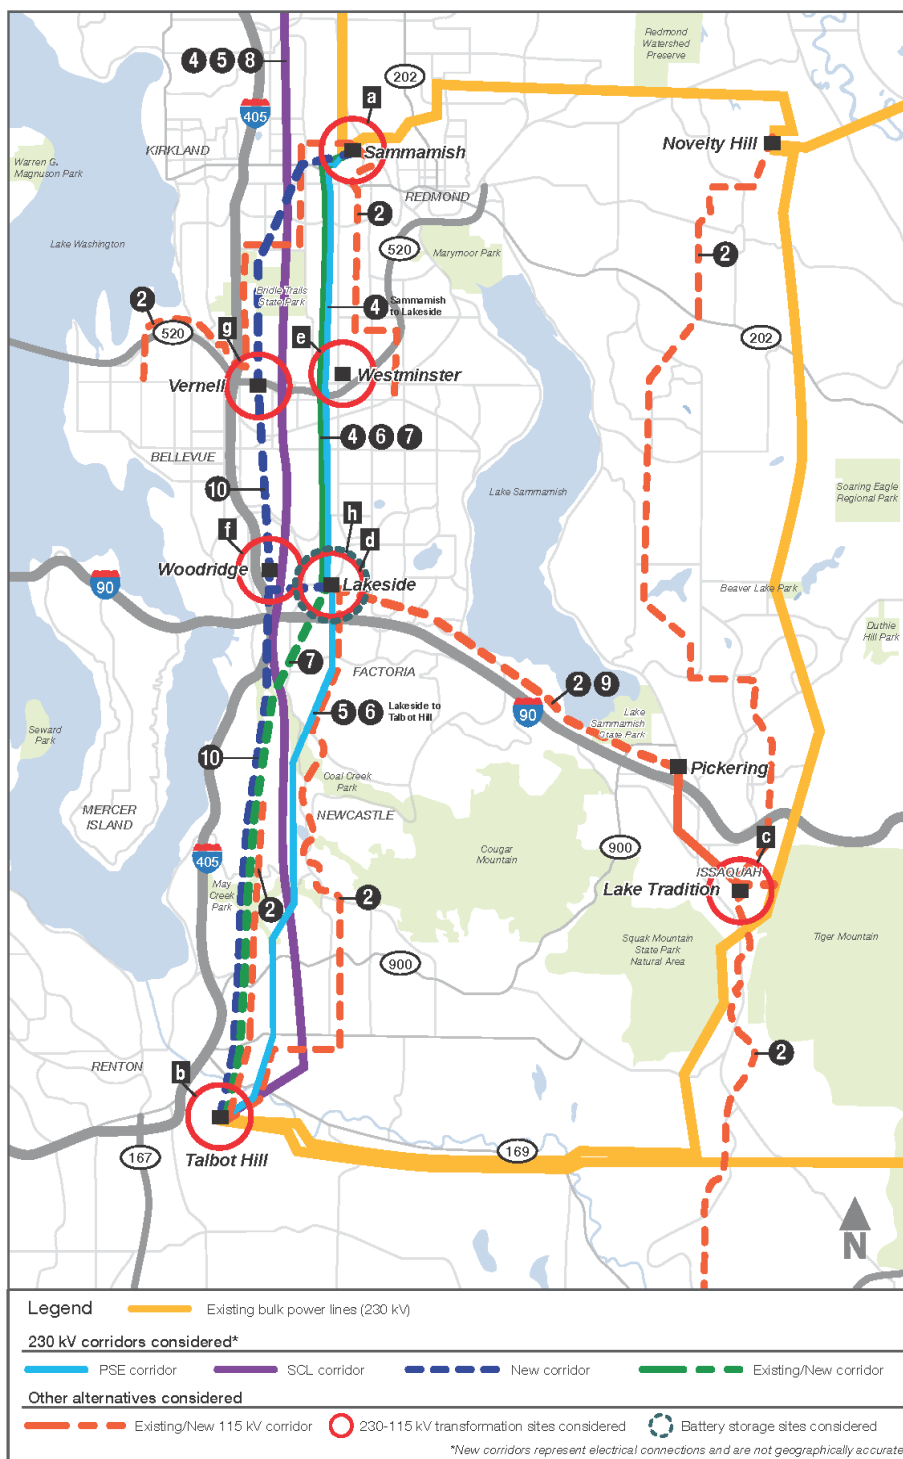 4 5 8
202
Redmond
Watershed
Preserve
a
405
KIRKLAND
Sammamish
Novelty Hill
Warren G.
Magnuson Park
REDMOND
2
Lake Washington
520
Marymoor Park
2
Bridle Trails
State Park
2
4
Sammamish
to Lakeside
520
g
e
202
Vernell
Westminster
4 6 7
BELLEVUE
10
h
Lake Sammamish
Soaring Eagle
Regional Park
f
d
Woodridge
Lakeside
90
Beaver Lake Park
Duthie
Hill Park
7
FACTORIA
2 9
5 6
Lakeside to
Talbot Hill
90
Lake
Sammamish
State Park
Seward
Park
10
Pickering
Coal Creek
Park
MERCER
ISLAND
NEWCASTLE
c
405
Cougar
Mountain
900
ISSAQUAH
May
Creek
Park
2
2
Lake Tradition
Squak Mountain
State Park
Natural Area
Tiger Mountain
900
2
RENTON
b
169
167
Talbot Hill
N
Legend
Existing bulk power lines (230 kV)
230 kV corridors considered*
PSE corridor
SCL corridor
New corridor
Existing/New corridor
Other alternatives considered
Existing/New 115 kV corridor
230-115 kV transformation sites considered
Battery storage sites considered
*New corridors represent electrical connections and are not geographically accurate